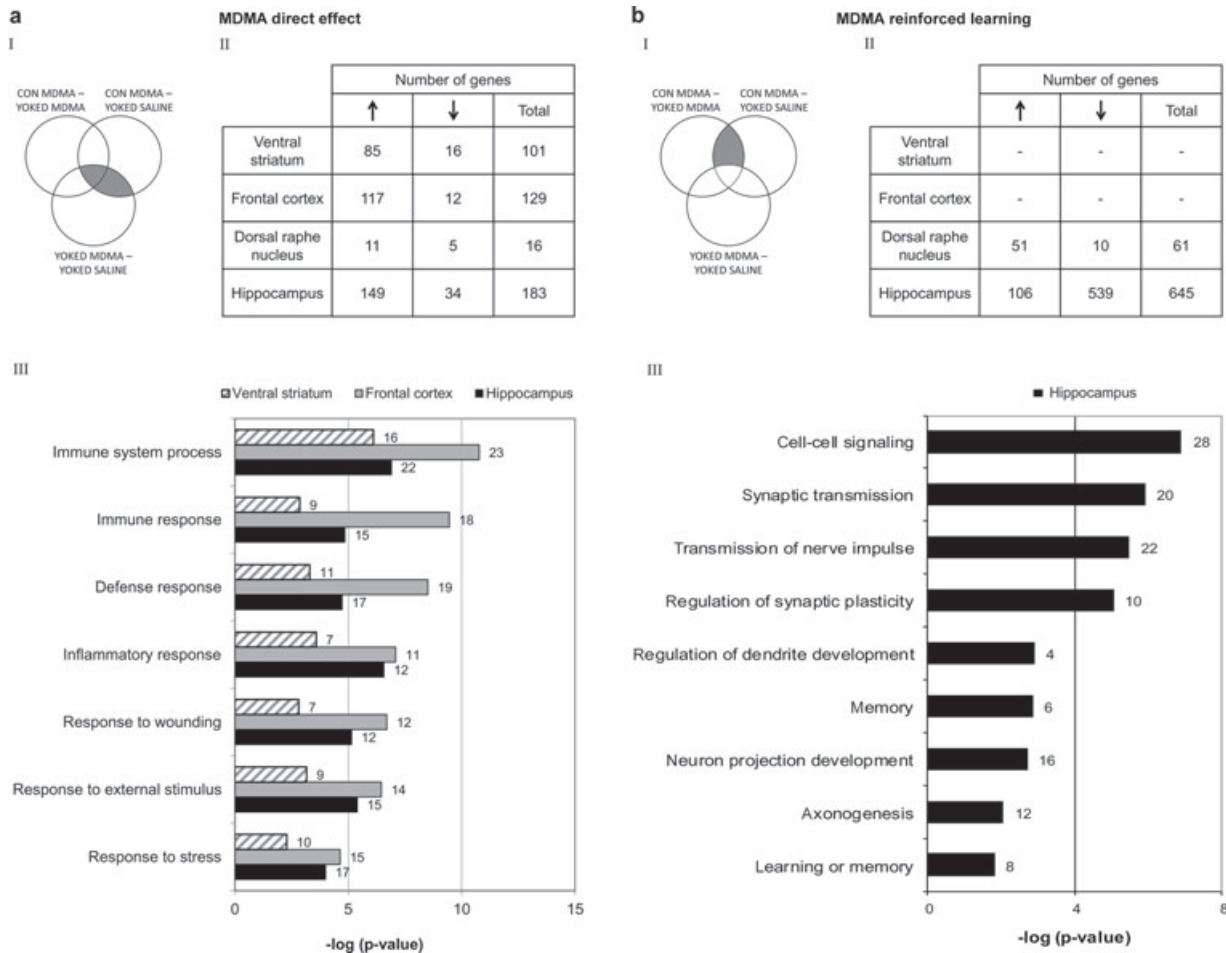 a
MDMA direct effect
I
II
CON MDMA –
YOKED MDMA
CON MDMA –
YOKED SALINE
YOKED MDMA –
YOKED SALINE
Number of genes
↑ ↓ Total
Ventral
striatum
85 16 101
Frontal cortex 117 12 129
Dorsal raphe
nucleus
11 5 16
Hippocampus 149 34 183
III
Ventral striatum Frontal cortex Hippocampus
Immune system process
16
23
22
Immune response
9
18
15
Defense response
11
19
17
Inflammatory response
7
11
12
Response to wounding
7
12
12
Response to external stimulus
9
14
15
Response to stress
10
15
17
0 5 10 15
-log (p-value)
b
MDMA reinforced learning
I
II
CON MDMA –
YOKED MDMA
CON MDMA –
YOKED SALINE
YOKED MDMA –
YOKED SALINE
Number of genes
↑ ↓ Total
Ventral
striatum
- - -
Frontal cortex - - -
Dorsal raphe
nucleus
51 10 61
Hippocampus 106 539 645
III
Hippocampus
Cell-cell signaling 28
Synaptic transmission 20
Transmission of nerve impulse 22
Regulation of synaptic plasticity 10
Regulation of dendrite development 4
Memory 6
Neuron projection development 16
Axonogenesis 12
Learning or memory 8
0 4 8
-log (p-value)